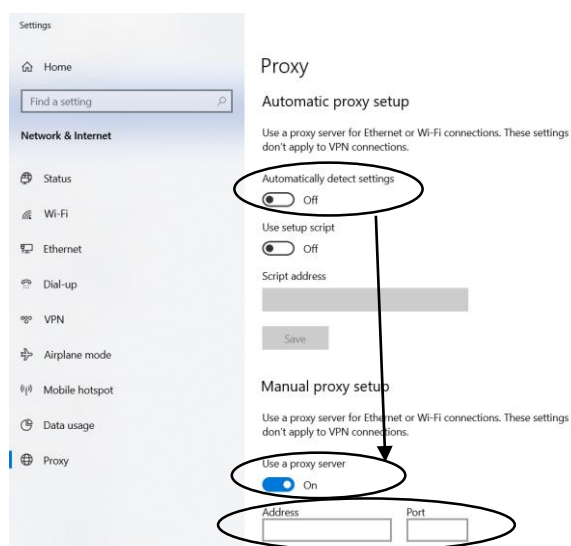 Settings
Home
Find a setting
Network & Internet
Status
Wi-Fi
Ethernet
Dial-up
VPN
Airplane mode
Mobile hotspot
Data usage
Proxy
Proxy
Automatic proxy setup
Use a proxy server for Ethernet or Wi-Fi connections. These settings
don't apply to VPN connections.
Automatically detect settings
Off
Use setup script
Off
Script address
Save
Manual proxy setup
Use a proxy server for Ethernet or Wi-Fi connections. These settings
don't apply to VPN connections.
Use a proxy server
On
Address Port